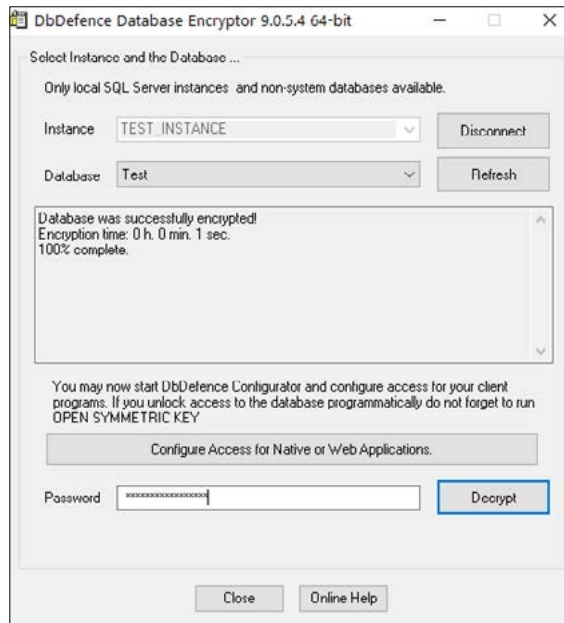 DbDefence Database Encryptor 9.0.5.4 64-bit
Select Instance and the Database ...
Only local SQL Server instances and non-system databases available.
Instance TEST_INSTANCE Disconnect
Database Test Refresh
Database was successfully encrypted!
Encryption time: 0 h. 0 min. 1 sec.
100% complete.
You may now start DbDefence Configurator and configure access for your client
programs. If you unlock access to the database programmatically do not forget to run
OPEN SYMMETRIC KEY
Configure Access for Native or Web Applications.
Password ***************** Decrypt
Close Online Help